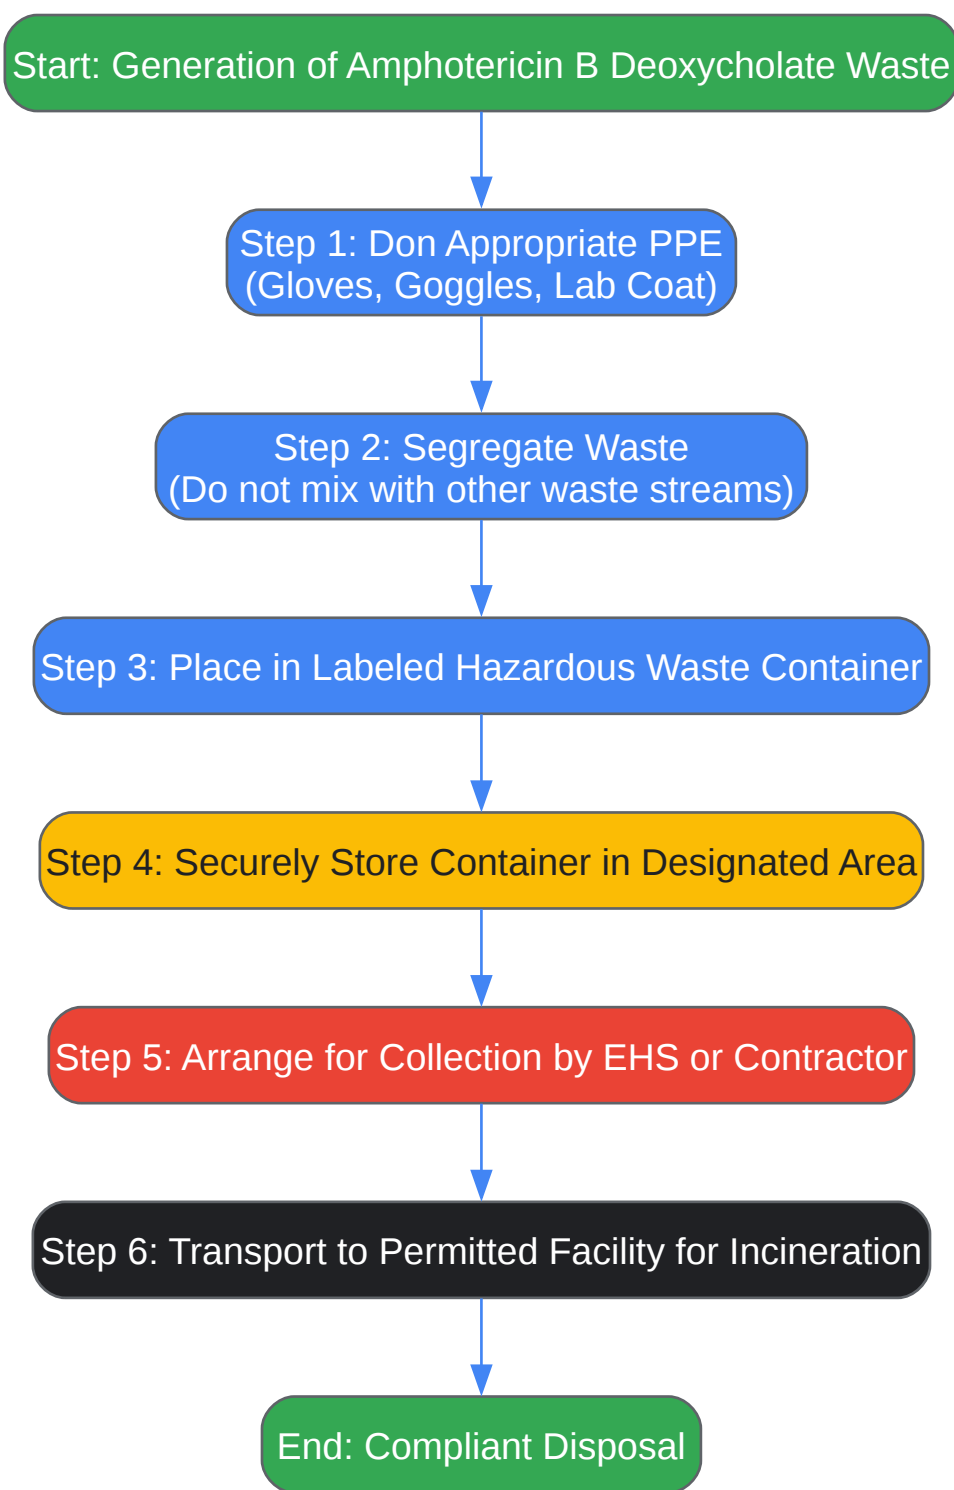 Start: Generation of Amphotericin B Deoxycholate Waste
Step 1: Don Appropriate PPE
(Gloves, Goggles, Lab Coat)
Step 2: Segregate Waste
(Do not mix with other waste streams)
Step 3: Place in Labeled Hazardous Waste Container
Step 4: Securely Store Container in Designated Area
Step 5: Arrange for Collection by EHS or Contractor
Step 6: Transport to Permitted Facility for Incineration
End: Compliant Disposal